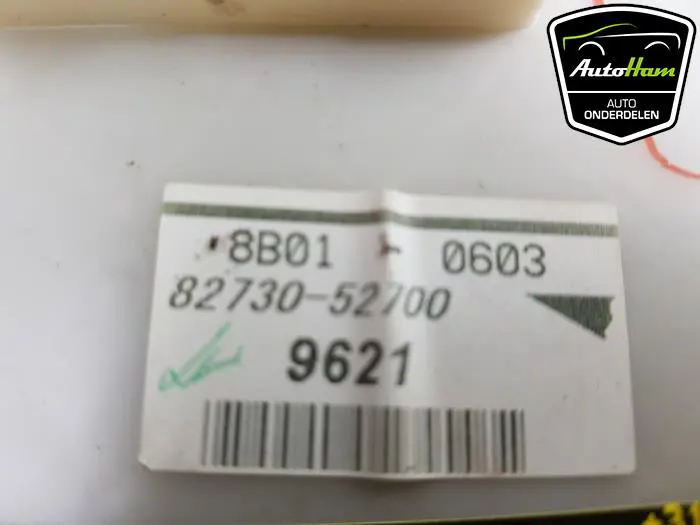 AutoHam
AUTO
ONDERDELEN
8B01 - 0603
82730-52700
9621